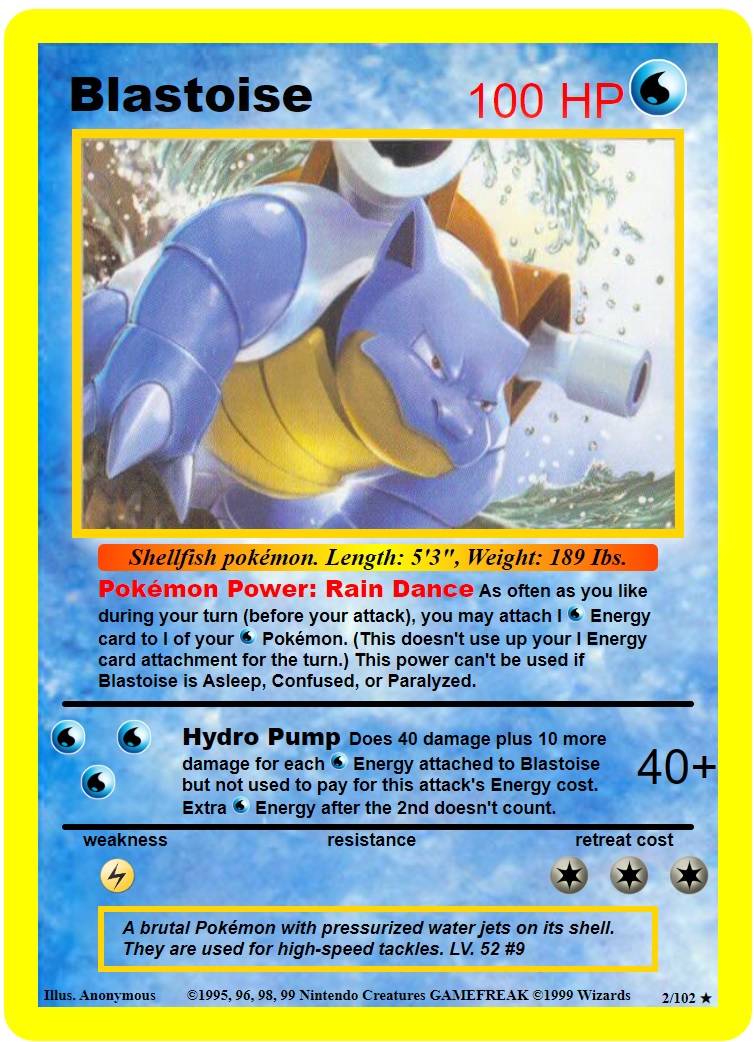 Blastoise 100 HP
Shellfish pokémon. Length: 5'3", Weight: 189 Ibs.
Pokémon Power: Rain Dance As often as you like
during your turn (before your attack), you may attach I Energy
card to I of your Pokémon. (This doesn't use up your I Energy
card attachment for the turn.) This power can't be used if
Blastoise is Asleep, Confused, or Paralyzed.
Hydro Pump Does 40 damage plus 10 more
damage for each Energy attached to Blastoise
but not used to pay for this attack's Energy cost.
Extra Energy after the 2nd doesn't count.
40+
weakness resistance retreat cost
A brutal Pokémon with pressurized water jets on its shell.
They are used for high-speed tackles. LV. 52 #9
Illus. Anonymous ©1995, 96, 98, 99 Nintendo Creatures GAMEFREAK ©1999 Wizards 2/102 ★